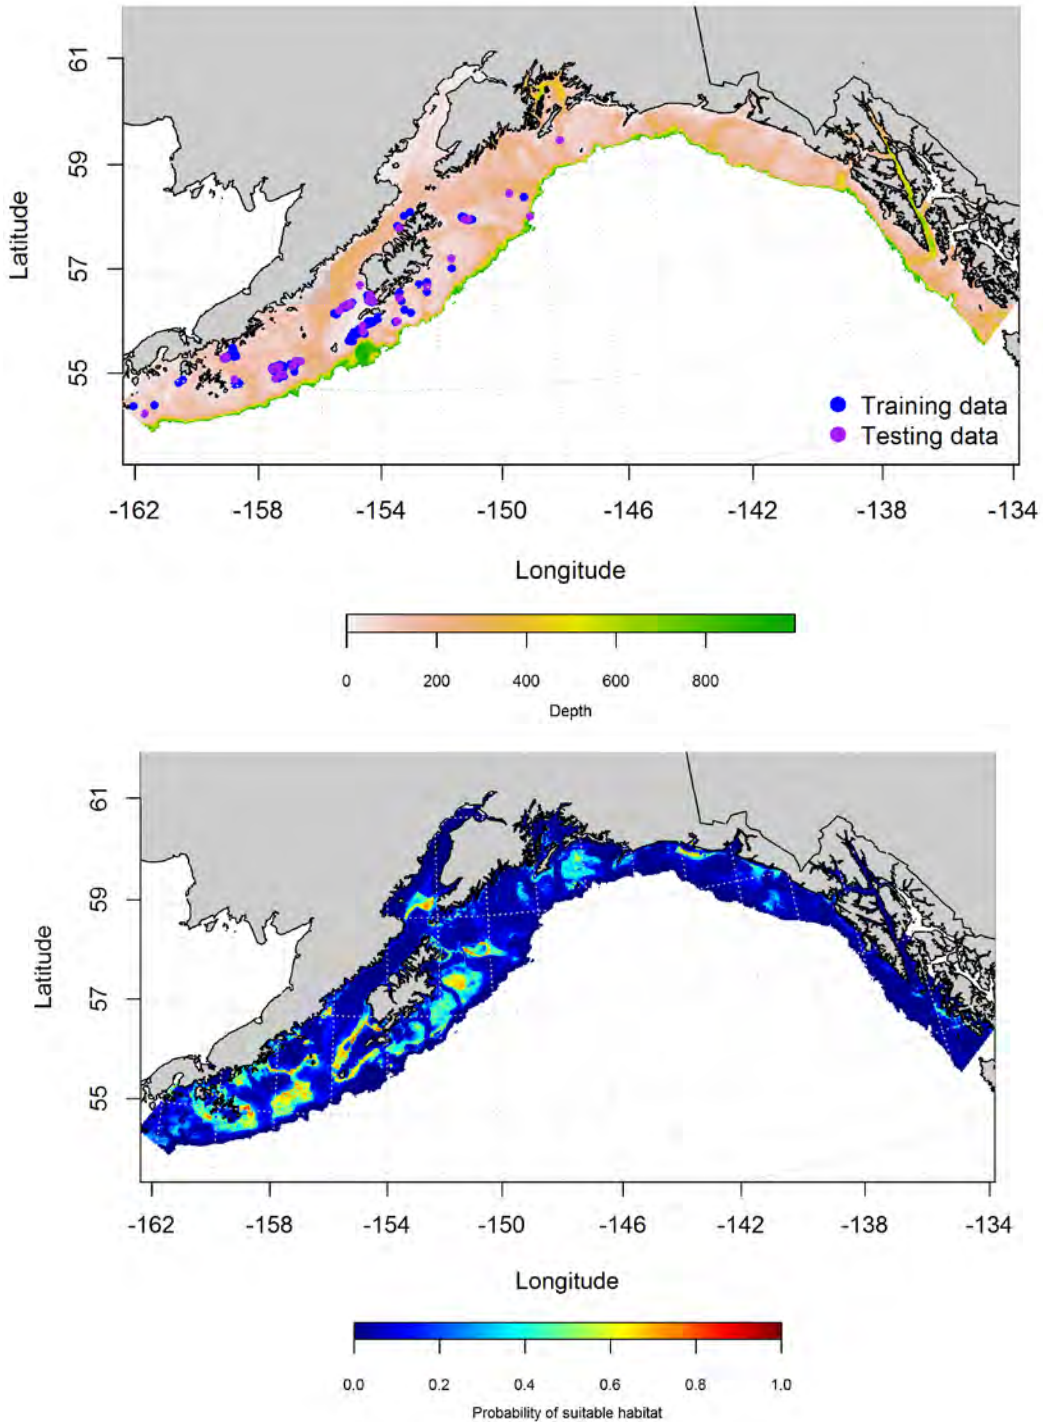 61
59
57
55
Latitude
Training data
Testing data
-162 -158 -154 -150 -146 -142 -138 -134
Longitude
0 200 400 600 800
Depth
61
59
57
55
Latitude
-162 -158 -154 -150 -146 -142 -138 -134
Longitude
0.0 0.2 0.4 0.6 0.8 1.0
Probability of suitable habitat